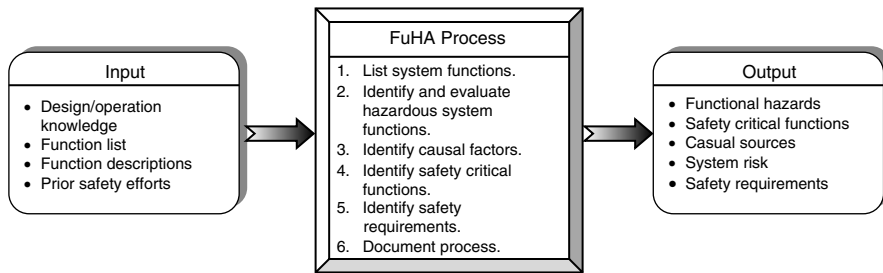 Input
• Design/operation
knowledge
• Function list
• Function descriptions
• Prior safety efforts
FuHA Process
1. List system functions.
2. Identify and evaluate
hazardous system
functions.
3. Identify causal factors.
4. Identify safety critical
functions.
5. Identify safety
requirements.
6. Document process.
Output
• Functional hazards
• Safety critical functions
• Casual sources
• System risk
• Safety requirements